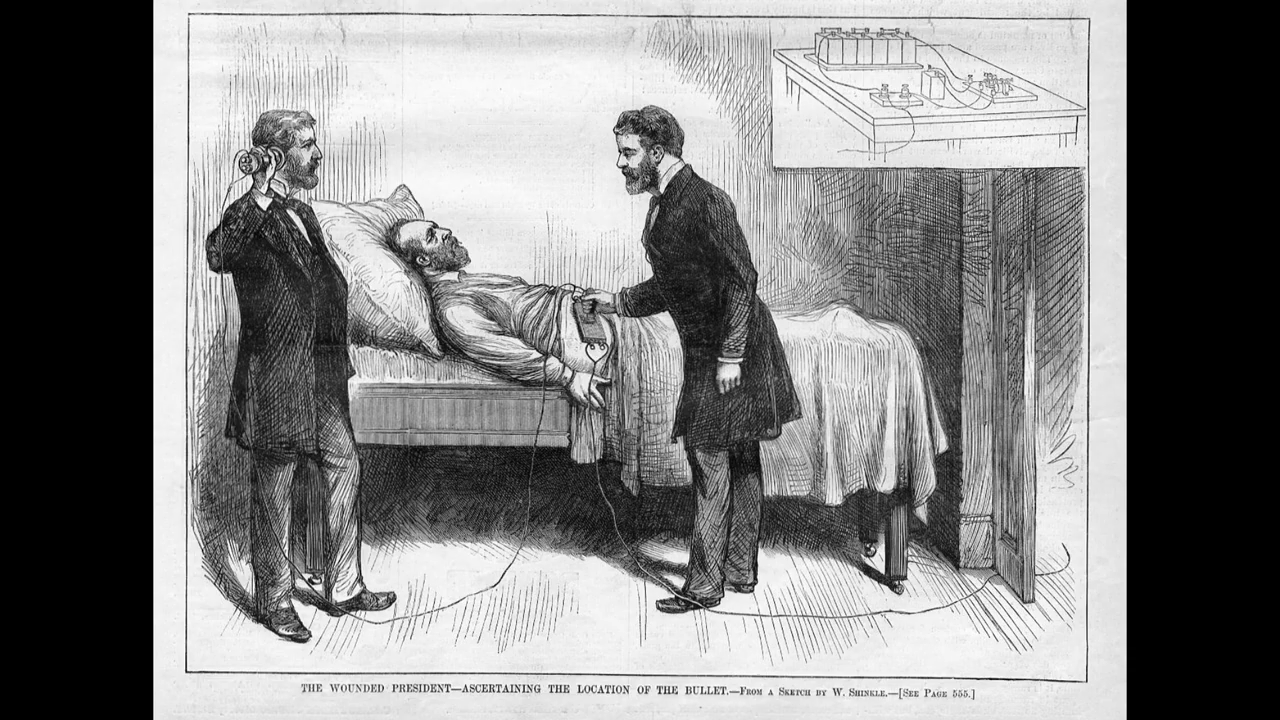 THE WOUNDED PRESIDENT—ASCERTAINING THE LOCATION OF THE BULLET.—From a Sketch by W. Shinkle.—[See Page 555.]